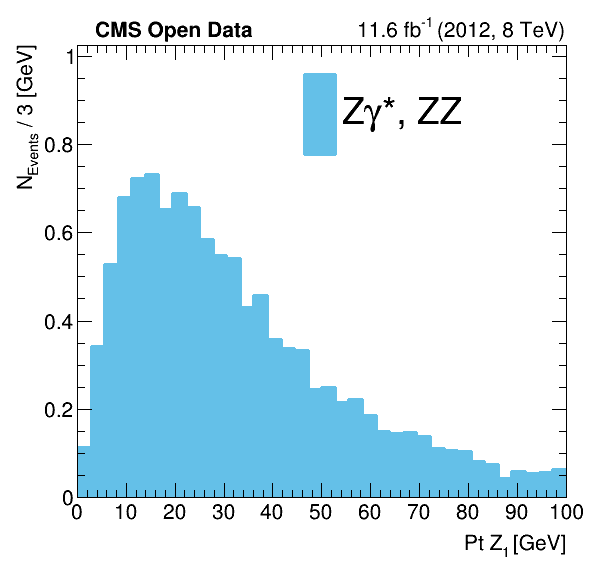 CMS Open Data
11.6 fb⁻¹ (2012, 8 TeV)
N_Events / 3 [GeV]
1
0.8
0.6
0.4
0.2
0
Zγ*, ZZ
0 10 20 30 40 50 60 70 80 90 100
Pt Z₁ [GeV]